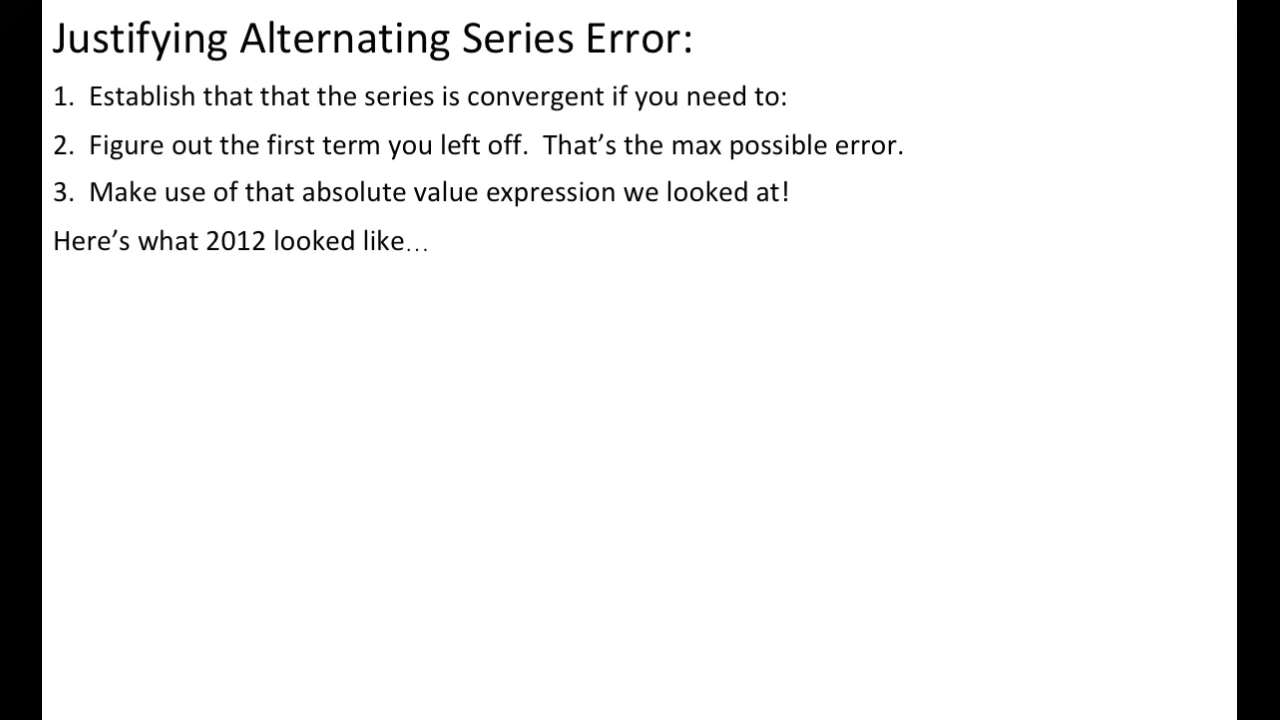 Justifying Alternating Series Error:
1. Establish that that the series is convergent if you need to:
2. Figure out the first term you left off. That’s the max possible error.
3. Make use of that absolute value expression we looked at!
Here’s what 2012 looked like…